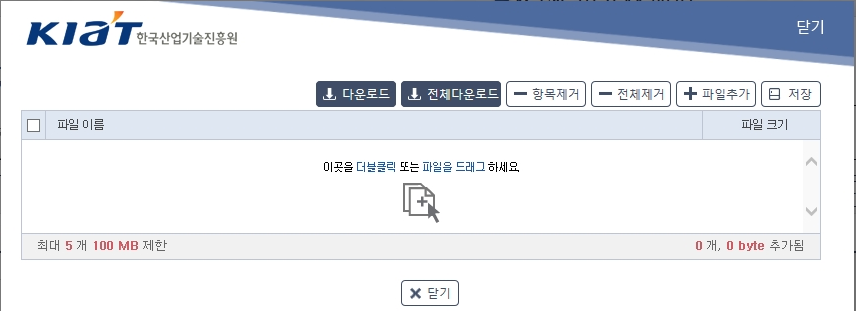 KIAT 한국산업기술진흥원
닫기
다운로드 전체다운로드 항목제거 전체제거 파일추가 저장
파일 이름 파일 크기
이곳을 더블클릭 또는 파일을 드래그 하세요.
최대 5 개 100 MB 제한 0 개, 0 byte 추가됨
닫기